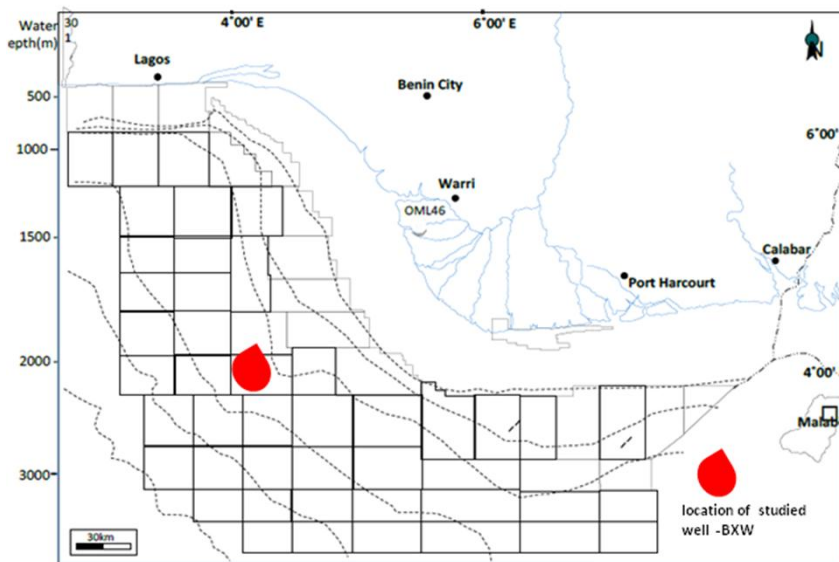 Water
epth(m)
30
1
4°00' E
6°00' E
N
Lagos
500
Benin City
1000
6°00'
Warri
OML46
1500
Calabar
Port Harcourt
2000
4°00'
Malab
3000
location of studied
well -BXW
30km